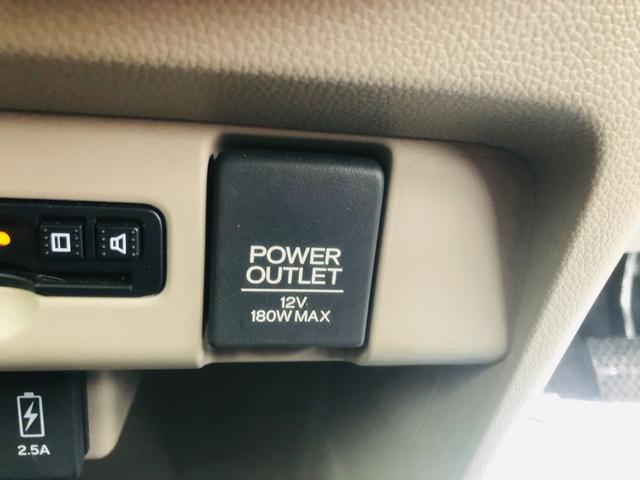 POWER
OUTLET
12V
180W MAX
2.5A